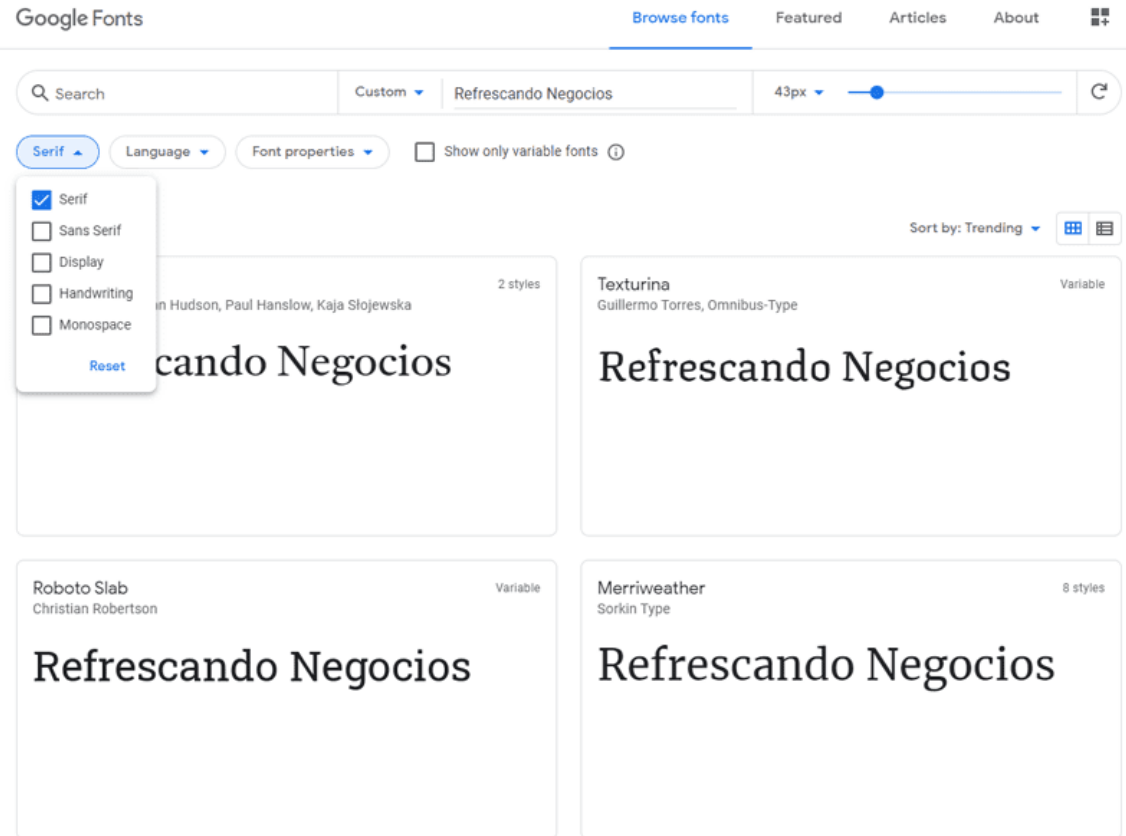 Google Fonts
Browse fonts
Featured
Articles
About
Search
Custom
Refrescando Negocios
43px
Serif
Language
Font properties
Show only variable fonts
Serif
Sans Serif
Display
Handwriting
Monospace
Reset
Sort by: Trending
2 styles
Hudson, Paul Hanslow, Kaja Słojewska
cando Negocios
Texturina
Variable
Guillermo Torres, Omnibus-Type
Refrescando Negocios
Roboto Slab
Variable
Christian Robertson
Refrescando Negocios
Merriweather
8 styles
Sorkin Type
Refrescando Negocios